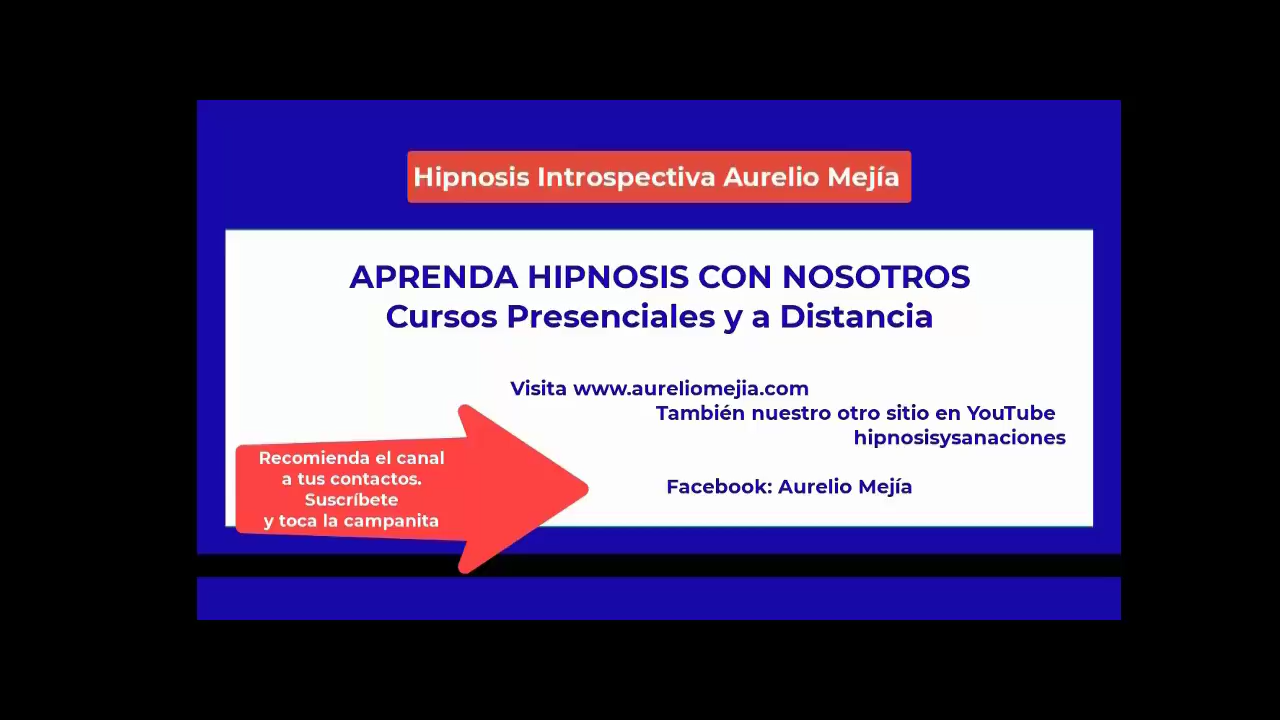 Hipnosis Introspectiva Aurelio Mejía
APRENDA HIPNOSIS CON NOSOTROS
Cursos Presenciales y a Distancia
Visita www.aureliomejia.com
También nuestro otro sitio en YouTube
hipnosisysanaciones
Facebook: Aurelio Mejía
Recomienda el canal
a tus contactos.
Suscríbete
y toca la campanita